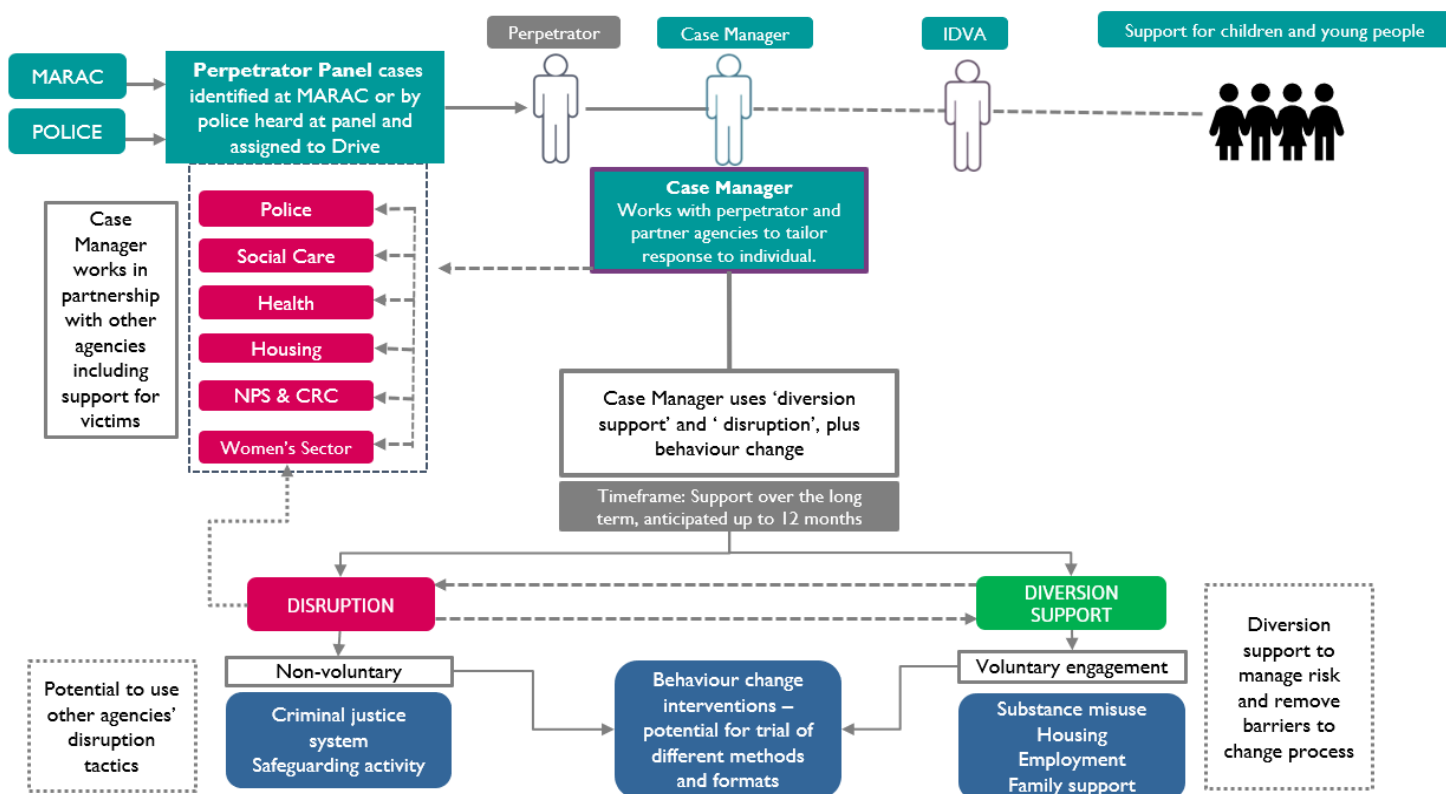 Perpetrator
Case Manager
IDVA
Support for children and young people
MARAC
POLICE
Perpetrator Panel cases
identified at MARAC or by
police heard at panel and
assigned to Drive
Case
Manager
works in
partnership
with other
agencies
including
support for
victims
Police
Social Care
Health
Housing
NPS & CRC
Women's Sector
Case Manager
Works with perpetrator and
partner agencies to tailor
response to individual.
Case Manager uses ‘diversion
support’ and ‘ disruption’, plus
behaviour change
Timeframe: Support over the long
term, anticipated up to 12 months
DISRUPTION
DIVERSION
SUPPORT
Non-voluntary
Voluntary engagement
Potential to use
other agencies’
disruption
tactics
Criminal justice
system
Safeguarding activity
Behaviour change
interventions –
potential for trial of
different methods
and formats
Substance misuse
Housing
Employment
Family support
Diversion
support to
manage risk
and remove
barriers to
change process